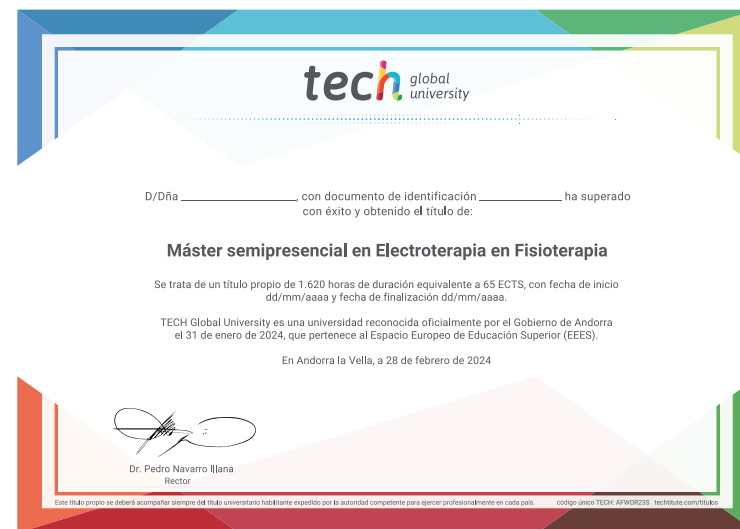 tech global university
D/Dña ____________________, con documento de identificación ______________ ha superado
con éxito y obtenido el título de:
Máster semipresencial en Electroterapia en Fisioterapia
Se trata de un título propio de 1.620 horas de duración equivalente a 65 ECTS, con fecha de inicio
dd/mm/aaaa y fecha de finalización dd/mm/aaaa.
TECH Global University es una universidad reconocida oficialmente por el Gobierno de Andorra
el 31 de enero de 2024, que pertenece al Espacio Europeo de Educación Superior (EEES).
En Andorra la Vella, a 28 de febrero de 2024
Dr. Pedro Navarro Illana
Rector
Este título propio se deberá acompañar siempre del título universitario habilitante expedido por la autoridad competente para ejercer profesionalmente en cada país. código único TECH: AFWOR23S techtitute.com/titulos